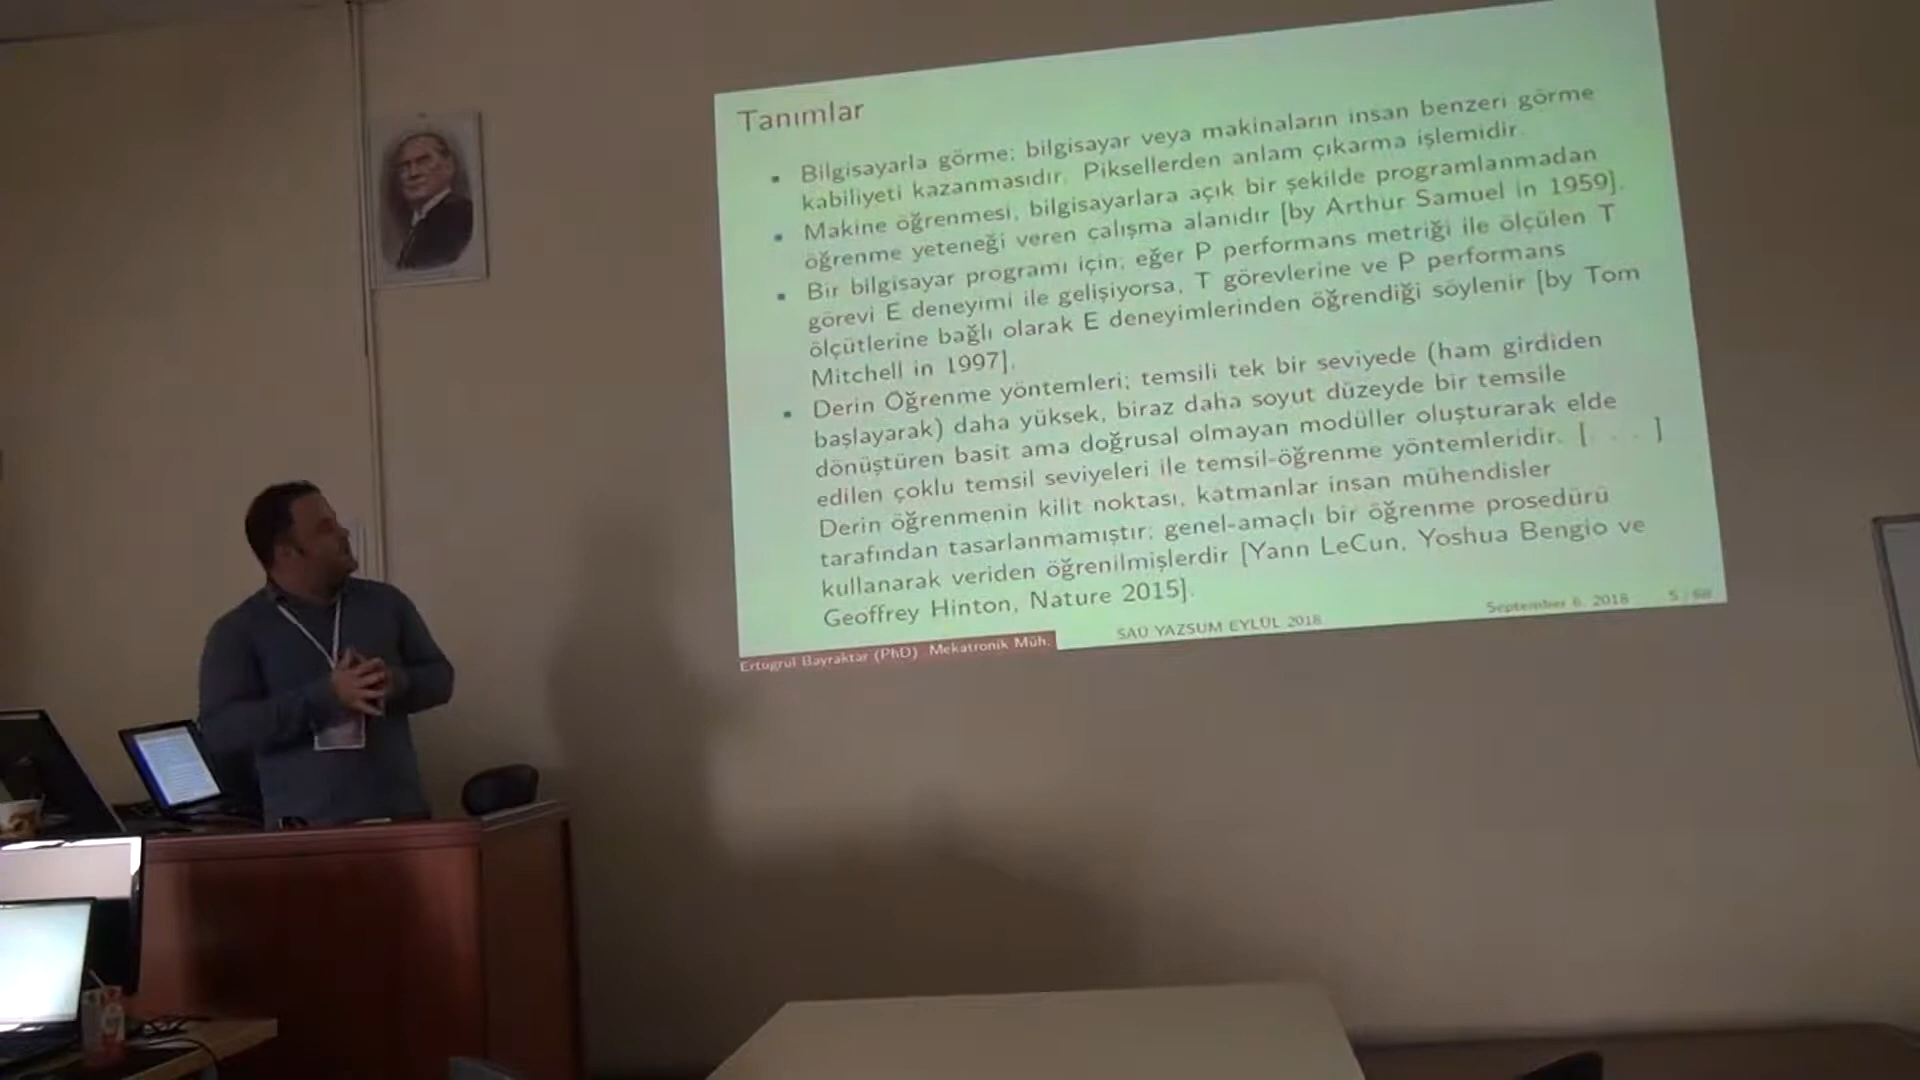 Tanımlar
Bilgisayarla görme; bilgisayar veya makinaların insan benzeri görme
kabiliyeti kazanmasıdır. Piksellerden anlam çıkarma işlemidir.
Makine öğrenmesi, bilgisayarlara açık bir şekilde programlanmadan
öğrenme yeteneği veren çalışma alanıdır [by Arthur Samuel in 1959].
Bir bilgisayar programı için; eğer P performans metriği ile ölçülen T
görevi E deneyimi ile gelişiyorsa, T görevlerine ve P performans
ölçütlerine bağlı olarak E deneyimlerinden öğrendiği söylenir [by Tom
Mitchell in 1997].
Derin Öğrenme yöntemleri; temsili tek bir seviyede (ham girdiden
başlayarak) daha yüksek, biraz daha soyut düzeyde bir temsile
dönüştüren basit ama doğrusal olmayan modüller oluşturarak elde
edilen çoklu temsil seviyeleri ile temsil-öğrenme yöntemleridir. [ . . . ]
Derin öğrenmenin kilit noktası, katmanlar insan mühendisler
tarafından tasarlanmamıştır; genel-amaçlı bir öğrenme prosedürü
kullanarak veriden öğrenilmişlerdir [Yann LeCun, Yoshua Bengio ve
Geoffrey Hinton, Nature 2015].
Ertugrul Bayraktar (PhD) Mekatronik Müh. SAÜ YAZSUM EYLÜL 2018 September 6, 2018 5 / 68